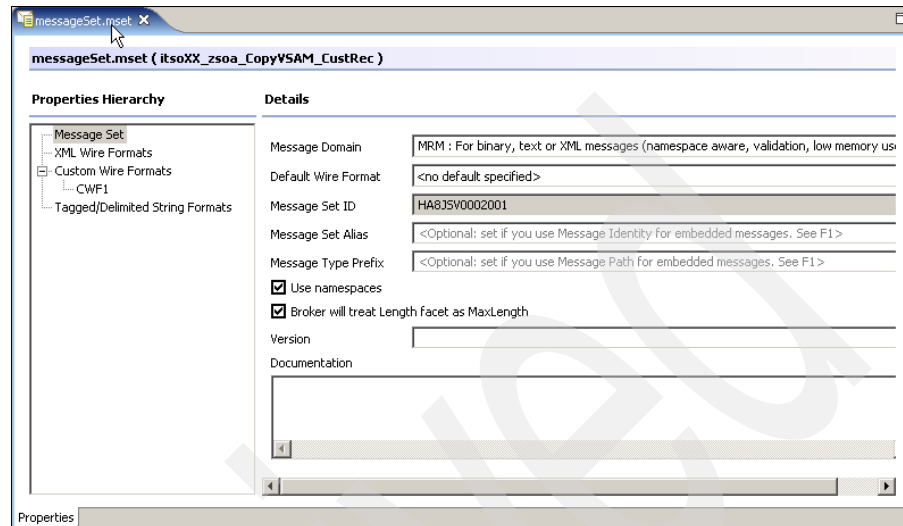 messageSet.mset
messageSet.mset ( itsoXX_zsoa_CopyVSAM_CustRec )
Properties Hierarchy
Details
Message Set
XML Wire Formats
Custom Wire Formats
CWF1
Tagged/Delimited String Formats
Message Domain
MRM : For binary, text or XML messages (namespace aware, validation, low memory use
Default Wire Format
<no default specified>
Message Set ID
HA8JSV0002001
Message Set Alias
<Optional: set if you use Message Identity for embedded messages. See F1>
Message Type Prefix
<Optional: set if you use Message Path for embedded messages. See F1>
Use namespaces
Broker will treat Length facet as MaxLength
Version
Documentation
Properties